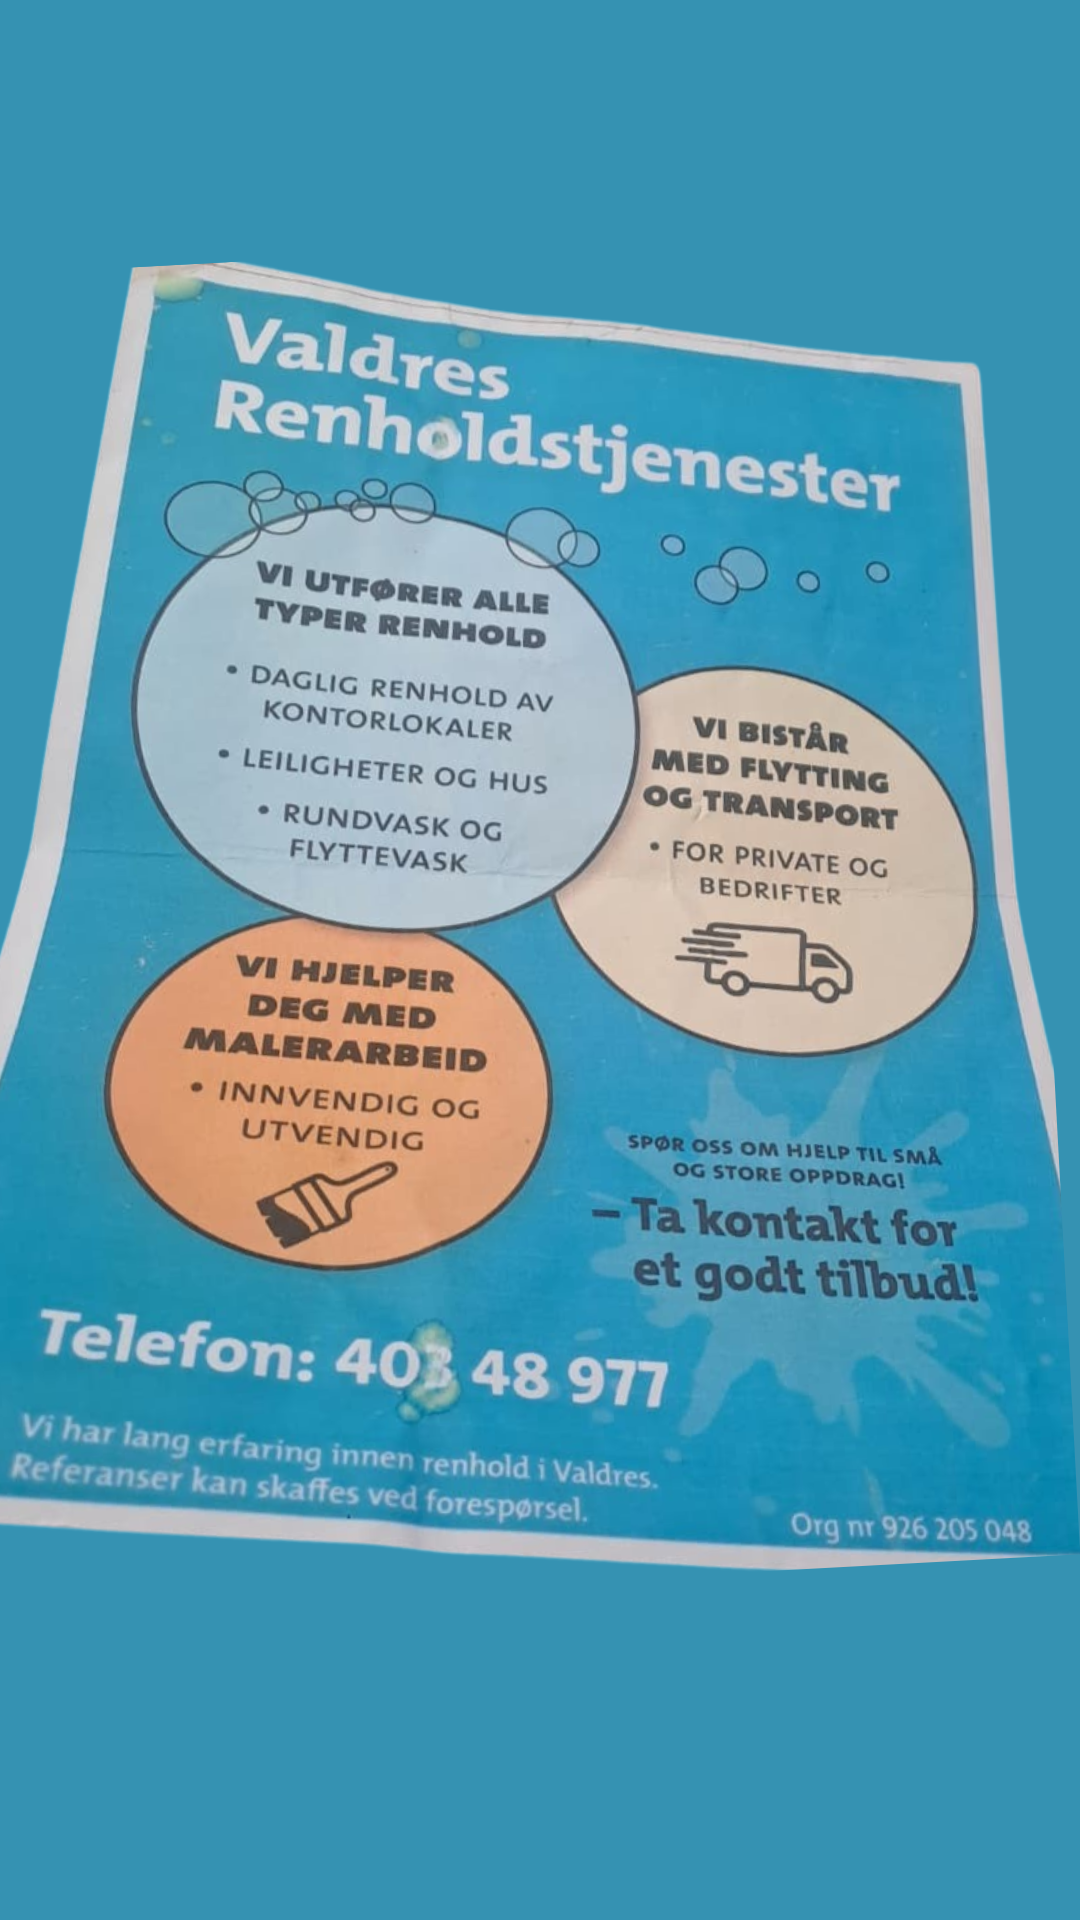 Valdres
Renholdstjenester
VI UTFØRER ALLE
TYPER RENHOLD
• DAGLIG RENHOLD AV
KONTORLOKALER
• LEILIGHETER OG HUS
• RUNDVASK OG
FLYTTEVASK
VI BISTÅR
MED FLYTTING
OG TRANSPORT
• FOR PRIVATE OG
BEDRIFTER
VI HJELPER
DEG MED
MALERARBEID
• INNVENDIG OG
UTVENDIG
SPØR OSS OM HJELP TIL SMÅ
OG STORE OPPDRAG!
– Ta kontakt for
et godt tilbud!
Telefon: 48 977
Vi har lang erfaring innen renhold i Valdres.
Referanser kan skaffes ved forespørsel.
Org nr 926 205 048